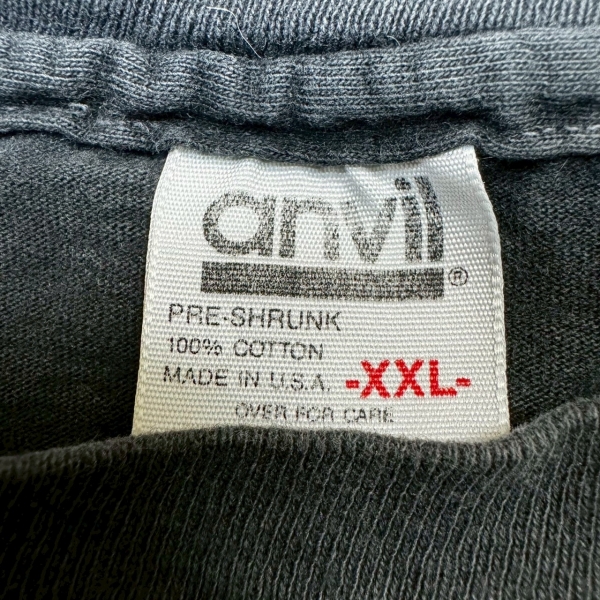 anvil®
PRE-SHRUNK
100% COTTON
MADE IN U.S.A. -XXL-
OVER FOR CARE